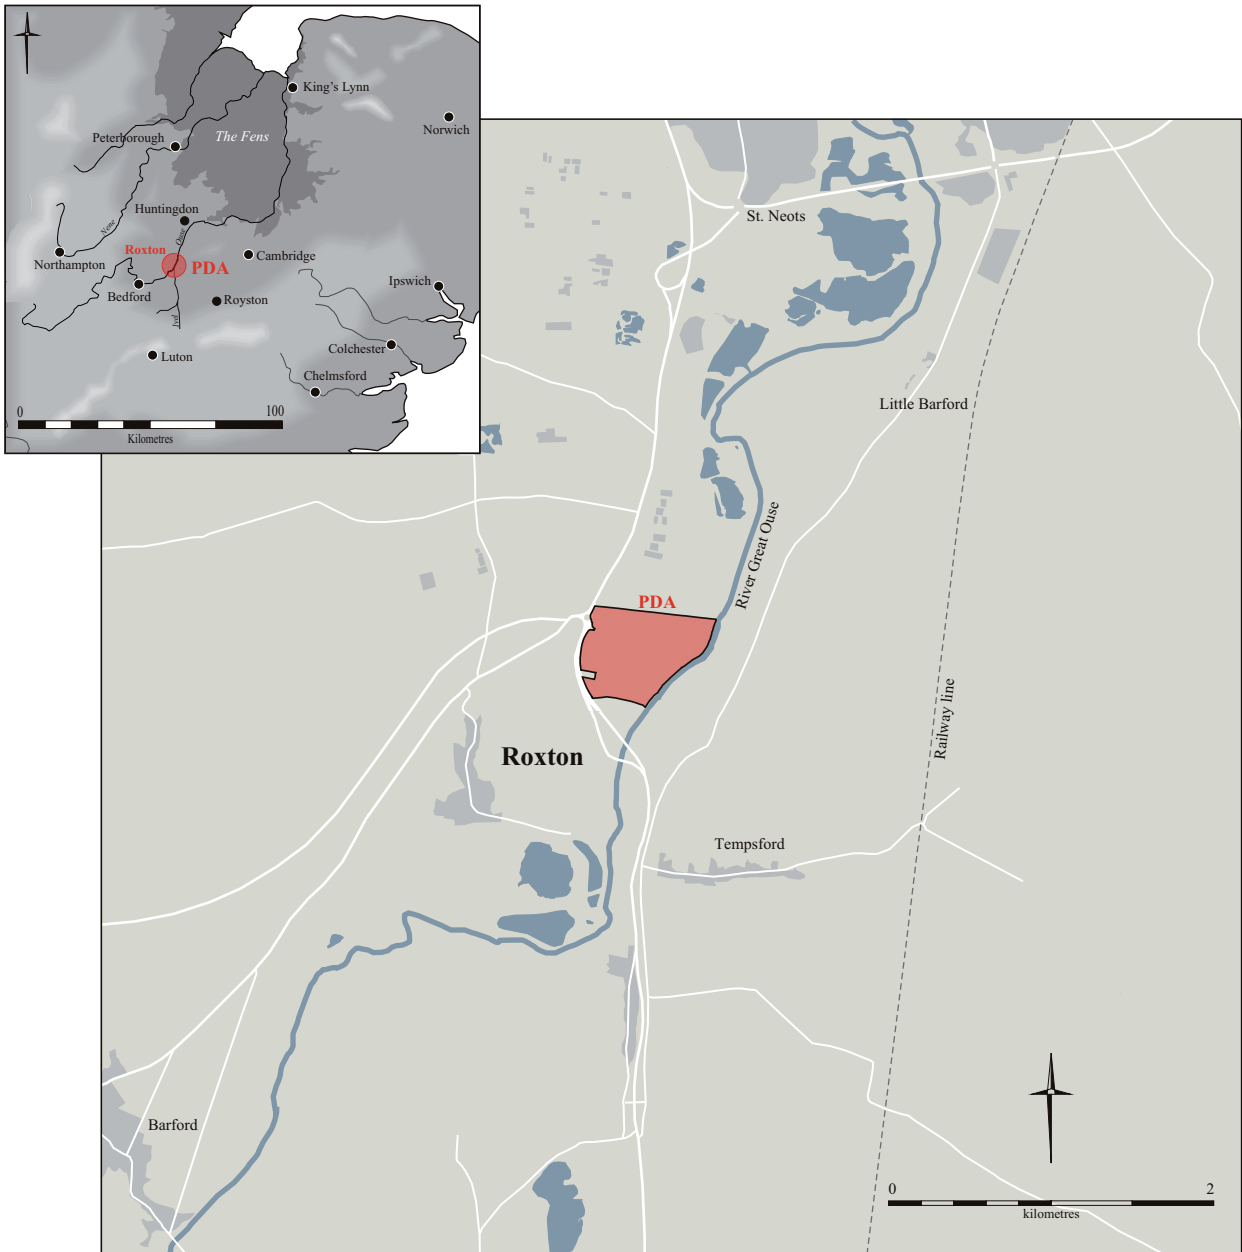 King's Lynn
Norwich
The Fens
Peterborough
Huntingdon
Nene
Ouse
Roxton
PDA
Cambridge
Northampton
Bedford
Ipswich
Royston
Ivel
Colchester
Luton
Chelmsford
0
100
Kilometres
St. Neots
Little Barford
River Great Ouse
PDA
Railway line
Roxton
Tempsford
Barford
0
2
kilometres